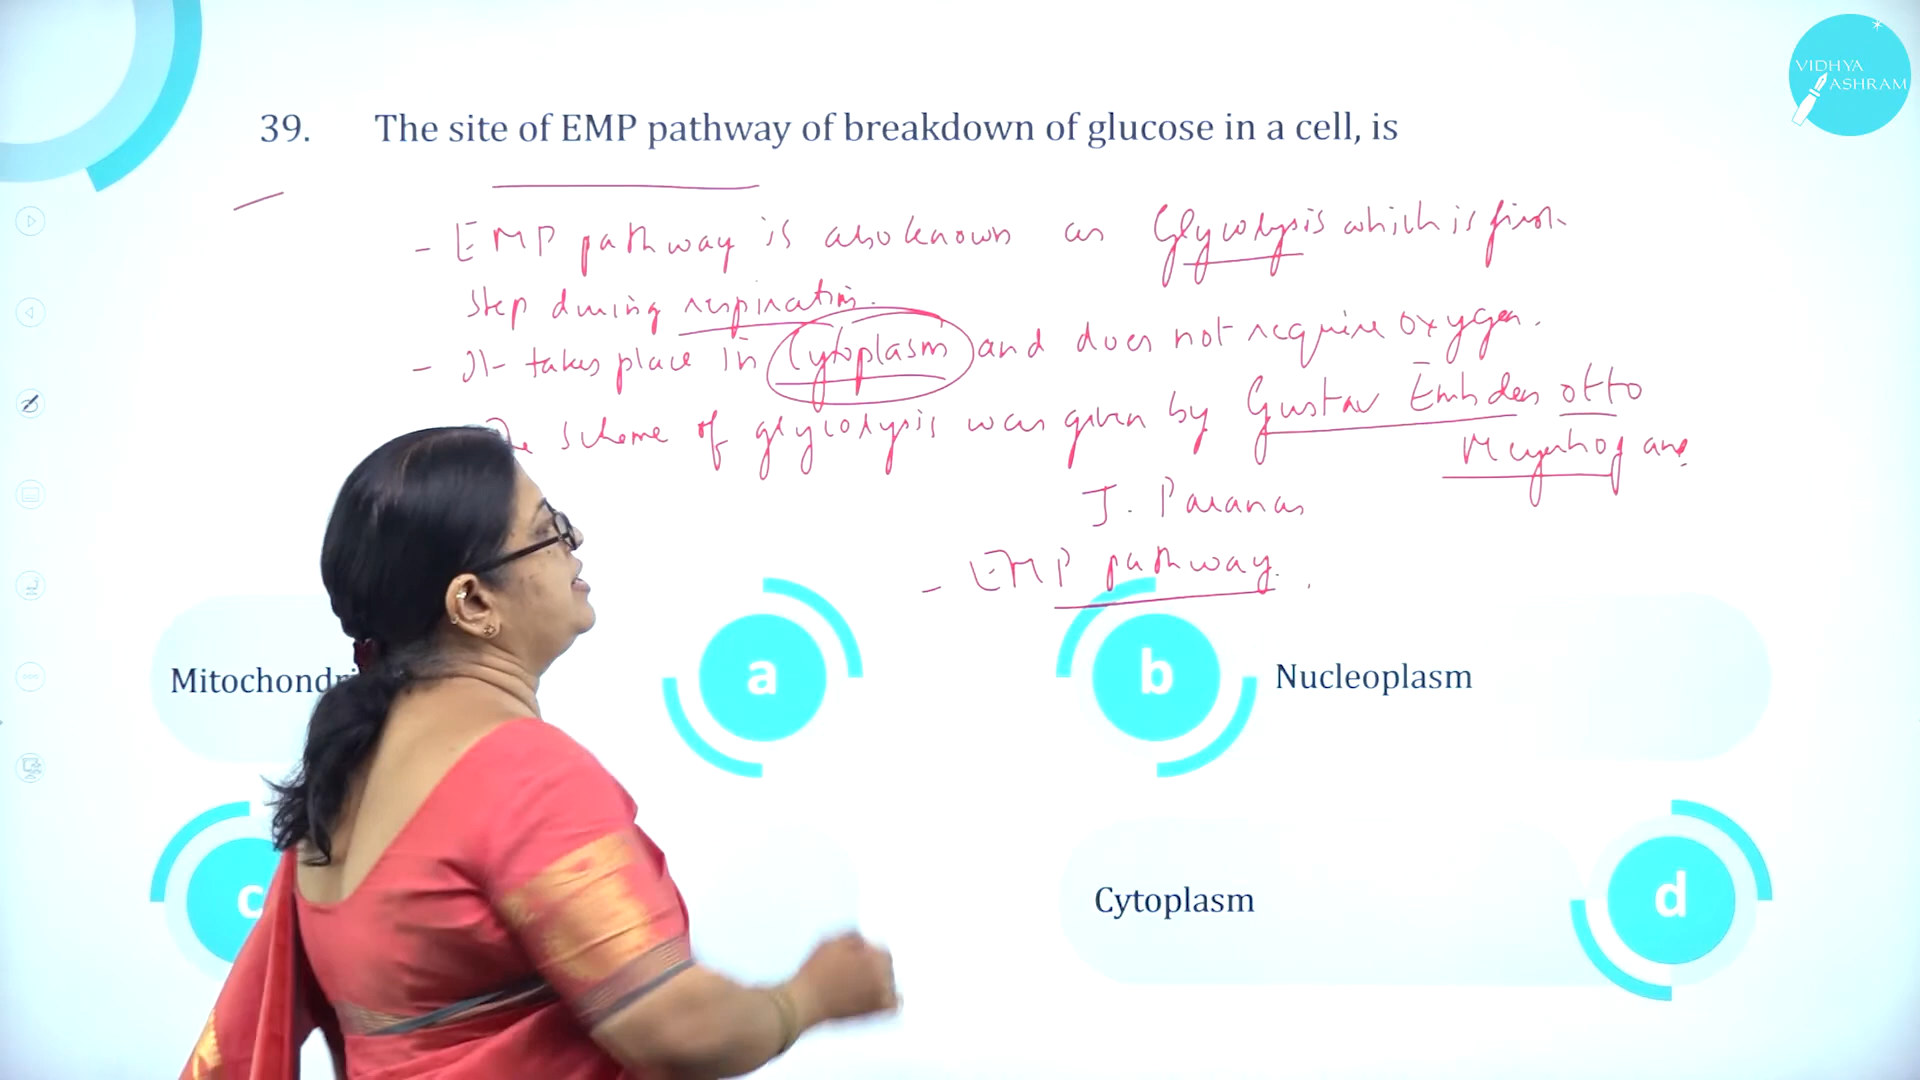 VIDHYA
ASHRAM
39. The site of EMP pathway of breakdown of glucose in a cell, is
- EMP pathway is also known as Glycolysis which is first
step during respiration.
- It takes place in Cytoplasm and does not require oxygen.
scheme of glycolysis was given by Gustav Embden otto
Meyerhof and
J. Paranas
- EMP pathway.
Mitochondri
a
b
Nucleoplasm
c
Cytoplasm
d